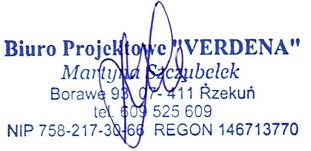 Biuro Projektowe "VERDENA"
Martyna Szczubełek
Borawe 93, 07-411 Rzekuń
tel. 609 525 609
NIP 758-217-30-66 REGON 146713770